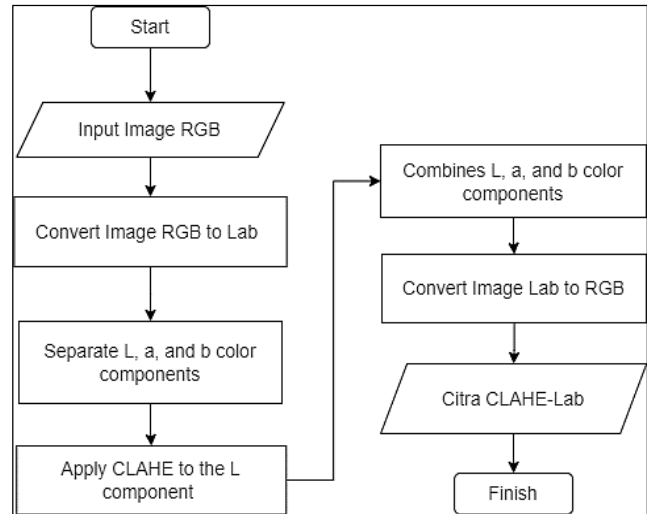 Start
Input Image RGB
Convert Image RGB to Lab
Separate L, a, and b color
components
Apply CLAHE to the L
component
Combines L, a, and b color
components
Convert Image Lab to RGB
Citra CLAHE-Lab
Finish